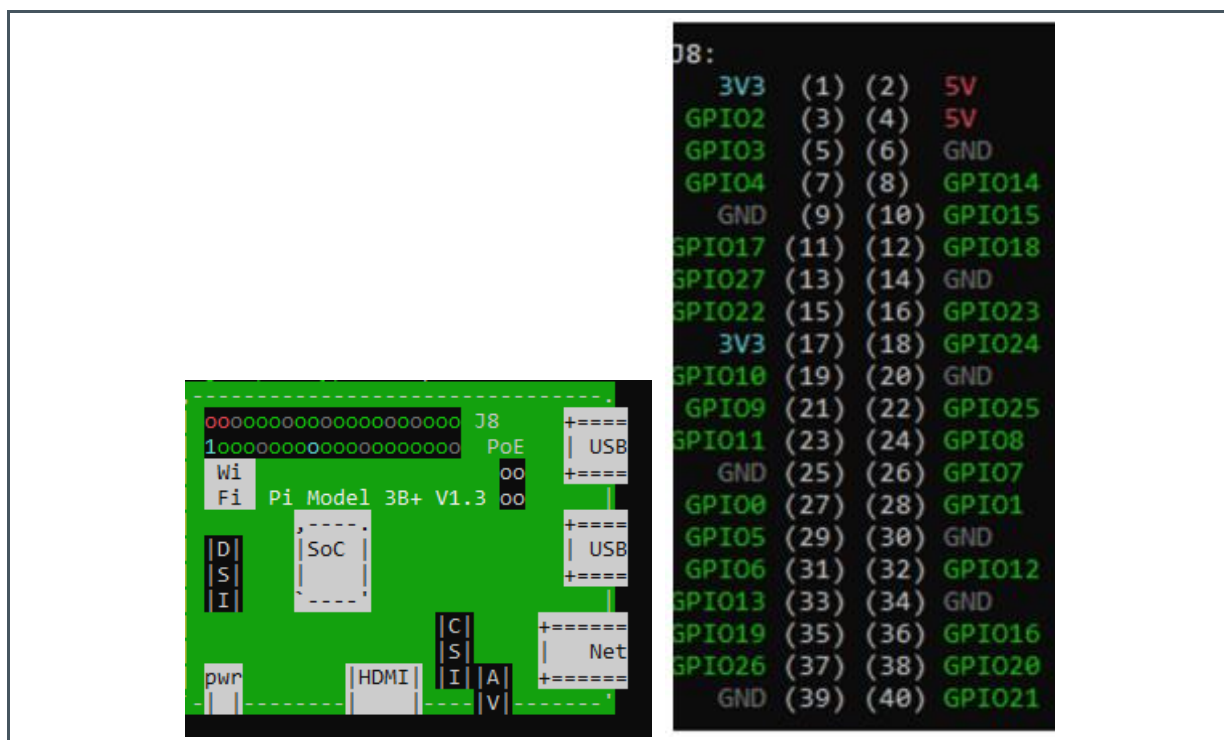 oooooooooooooooooooo J8 +====
1ooooooooooooooooooo PoE | USB
Wi oo +====
Fi Pi Model 3B+ V1.3 oo |
,----. +====
|D| |SoC | | USB
|S| | | +====
|I| `----' |
|C| +======
|S| | Net
pwr |HDMI| |I||A| +======
-| |--------| |----|V|-------'
J8:
3V3 (1) (2) 5V
GPIO2 (3) (4) 5V
GPIO3 (5) (6) GND
GPIO4 (7) (8) GPIO14
GND (9) (10) GPIO15
GPIO17 (11) (12) GPIO18
GPIO27 (13) (14) GND
GPIO22 (15) (16) GPIO23
3V3 (17) (18) GPIO24
GPIO10 (19) (20) GND
GPIO9 (21) (22) GPIO25
GPIO11 (23) (24) GPIO8
GND (25) (26) GPIO7
GPIO0 (27) (28) GPIO1
GPIO5 (29) (30) GND
GPIO6 (31) (32) GPIO12
GPIO13 (33) (34) GND
GPIO19 (35) (36) GPIO16
GPIO26 (37) (38) GPIO20
GND (39) (40) GPIO21